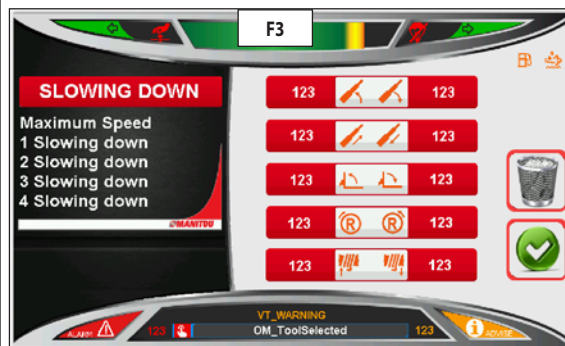 F3
SLOWING DOWN
Maximum Speed
1 Slowing down
2 Slowing down
3 Slowing down
4 Slowing down
MANITOU
123 123
123 123
123 123
123 R R 123
123 123
VT_WARNING
ALARM 123 OM_ToolSelected 123 i ADVISE